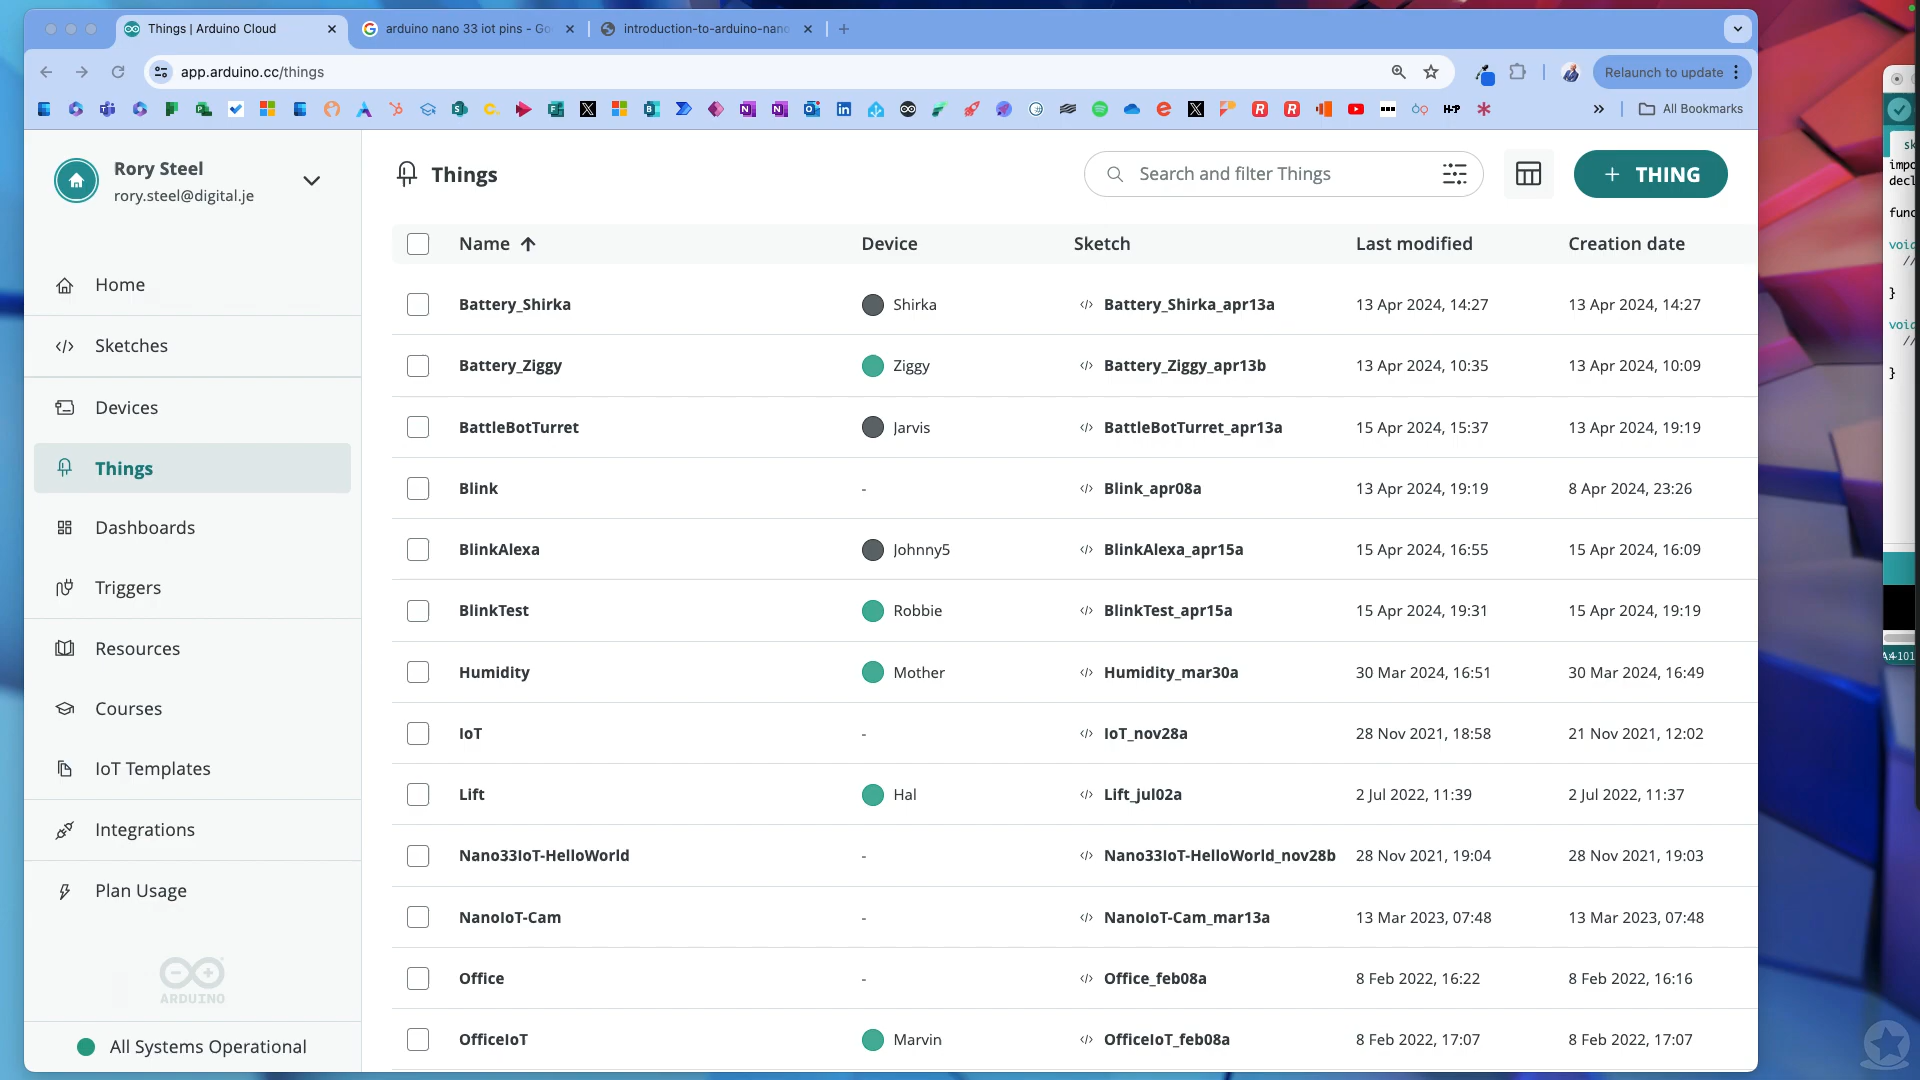 Things | Arduino Cloud
arduino nano 33 iot pins - Go
introduction-to-arduino-nano
app.arduino.cc/things
Relaunch to update
All Bookmarks
Rory Steel
rory.steel@digital.je
Home
Sketches
Devices
Things
Dashboards
Triggers
Resources
Courses
IoT Templates
Integrations
Plan Usage
ARDUINO
All Systems Operational
Things
Search and filter Things
+ THING
Name Device Sketch Last modified Creation date
Battery_Shirka Shirka </> Battery_Shirka_apr13a 13 Apr 2024, 14:27 13 Apr 2024, 14:27
Battery_Ziggy Ziggy </> Battery_Ziggy_apr13b 13 Apr 2024, 10:35 13 Apr 2024, 10:09
BattleBotTurret Jarvis </> BattleBotTurret_apr13a 15 Apr 2024, 15:37 13 Apr 2024, 19:19
Blink - </> Blink_apr08a 13 Apr 2024, 19:19 8 Apr 2024, 23:26
BlinkAlexa Johnny5 </> BlinkAlexa_apr15a 15 Apr 2024, 16:55 15 Apr 2024, 16:09
BlinkTest Robbie </> BlinkTest_apr15a 15 Apr 2024, 19:31 15 Apr 2024, 19:19
Humidity Mother </> Humidity_mar30a 30 Mar 2024, 16:51 30 Mar 2024, 16:49
IoT - </> IoT_nov28a 28 Nov 2021, 18:58 21 Nov 2021, 12:02
Lift Hal </> Lift_jul02a 2 Jul 2022, 11:39 2 Jul 2022, 11:37
Nano33IoT-HelloWorld - </> Nano33IoT-HelloWorld_nov28b 28 Nov 2021, 19:04 28 Nov 2021, 19:03
NanoIoT-Cam - </> NanoIoT-Cam_mar13a 13 Mar 2023, 07:48 13 Mar 2023, 07:48
Office - </> Office_feb08a 8 Feb 2022, 16:22 8 Feb 2022, 16:16
OfficeIoT Marvin </> OfficeIoT_feb08a 8 Feb 2022, 17:07 8 Feb 2022, 17:07
sk
impo
decl
func
void
//
}
void
//
}